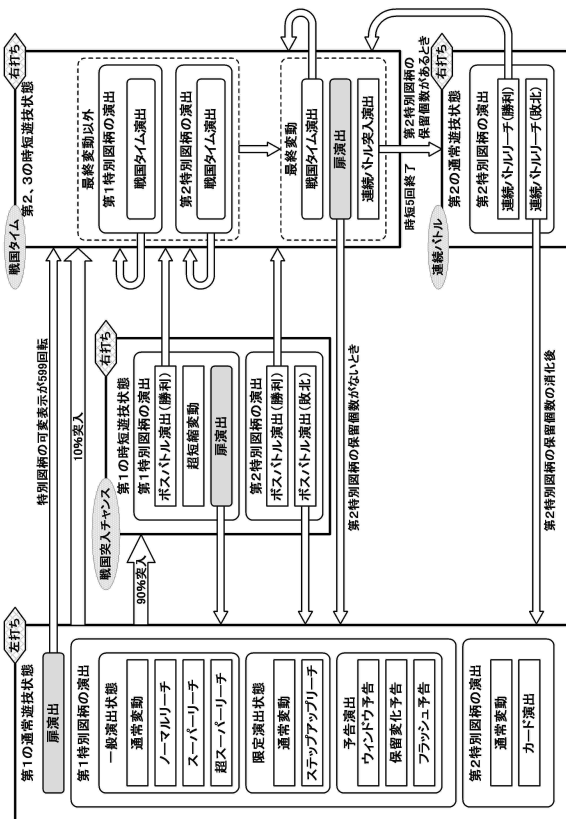 左打ち
第1の通常遊技状態
扉演出
第1特別図柄の演出
一般演出状態
通常変動
ノーマルリーチ
スーパーリーチ
超スーパーリーチ
限定演出状態
通常変動
ステップアップリーチ
予告演出
ウィンドウ予告
保留変化予告
フラッシュ予告
第2特別図柄の演出
通常変動
カード演出
特別図柄の可変表示が599回転
10%突入
90%突入
戦国突入チャンス
右打ち
第1の時短遊技状態
第1特別図柄の演出
ボスバトル演出(勝利)
超短縮変動
扉演出
第2特別図柄の演出
ボスバトル演出(勝利)
ボスバトル演出(敗北)
第2特別図柄の保留個数がないとき
第2特別図柄の保留個数の消化後
戦国タイム
右打ち
第2,3の時短遊技状態
最終変動以外
第1特別図柄の演出
戦国タイム演出
第2特別図柄の演出
戦国タイム演出
最終変動
戦国タイム演出
扉演出
連続バトル突入演出
時短5回終了
第2特別図柄の
保留個数があるとき
連続バトル
右打ち
第2の通常遊技状態
第2特別図柄の演出
連続バトルリーチ(勝利)
連続バトルリーチ(敗北)